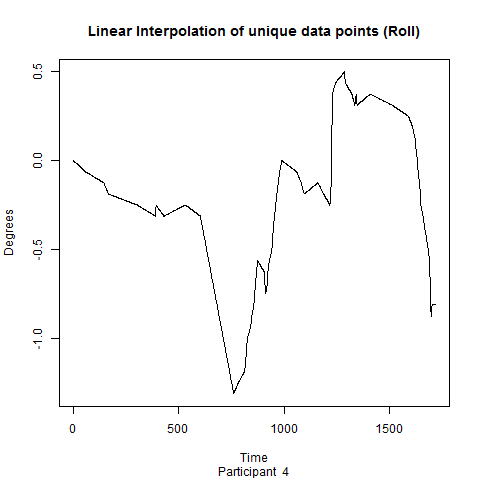 Linear Interpolation of unique data points (Roll)
Degrees
0.5
0.0
-0.5
-1.0
0 500 1000 1500
Time
Participant 4